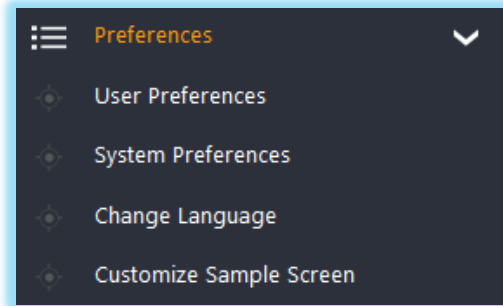 Preferences
User Preferences
System Preferences
Change Language
Customize Sample Screen